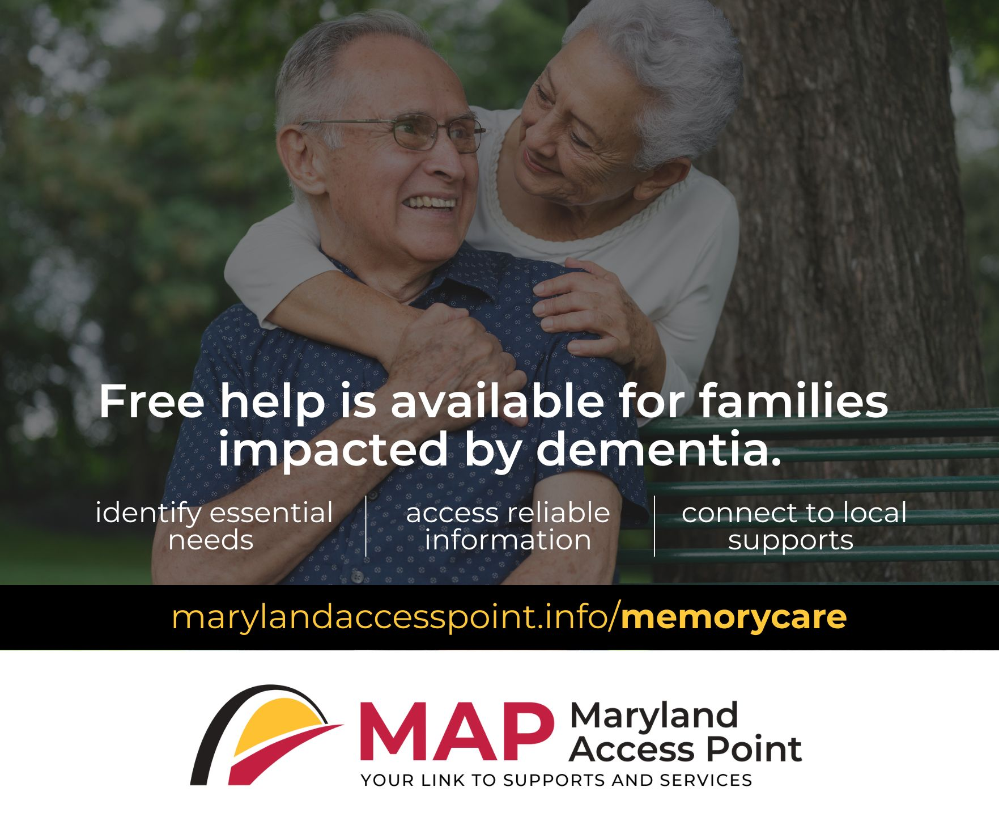 Free help is available for families
impacted by dementia.
identify essential
needs
access reliable
information
connect to local
supports
marylandaccesspoint.info/memorycare
MAP
Maryland
Access Point
YOUR LINK TO SUPPORTS AND SERVICES